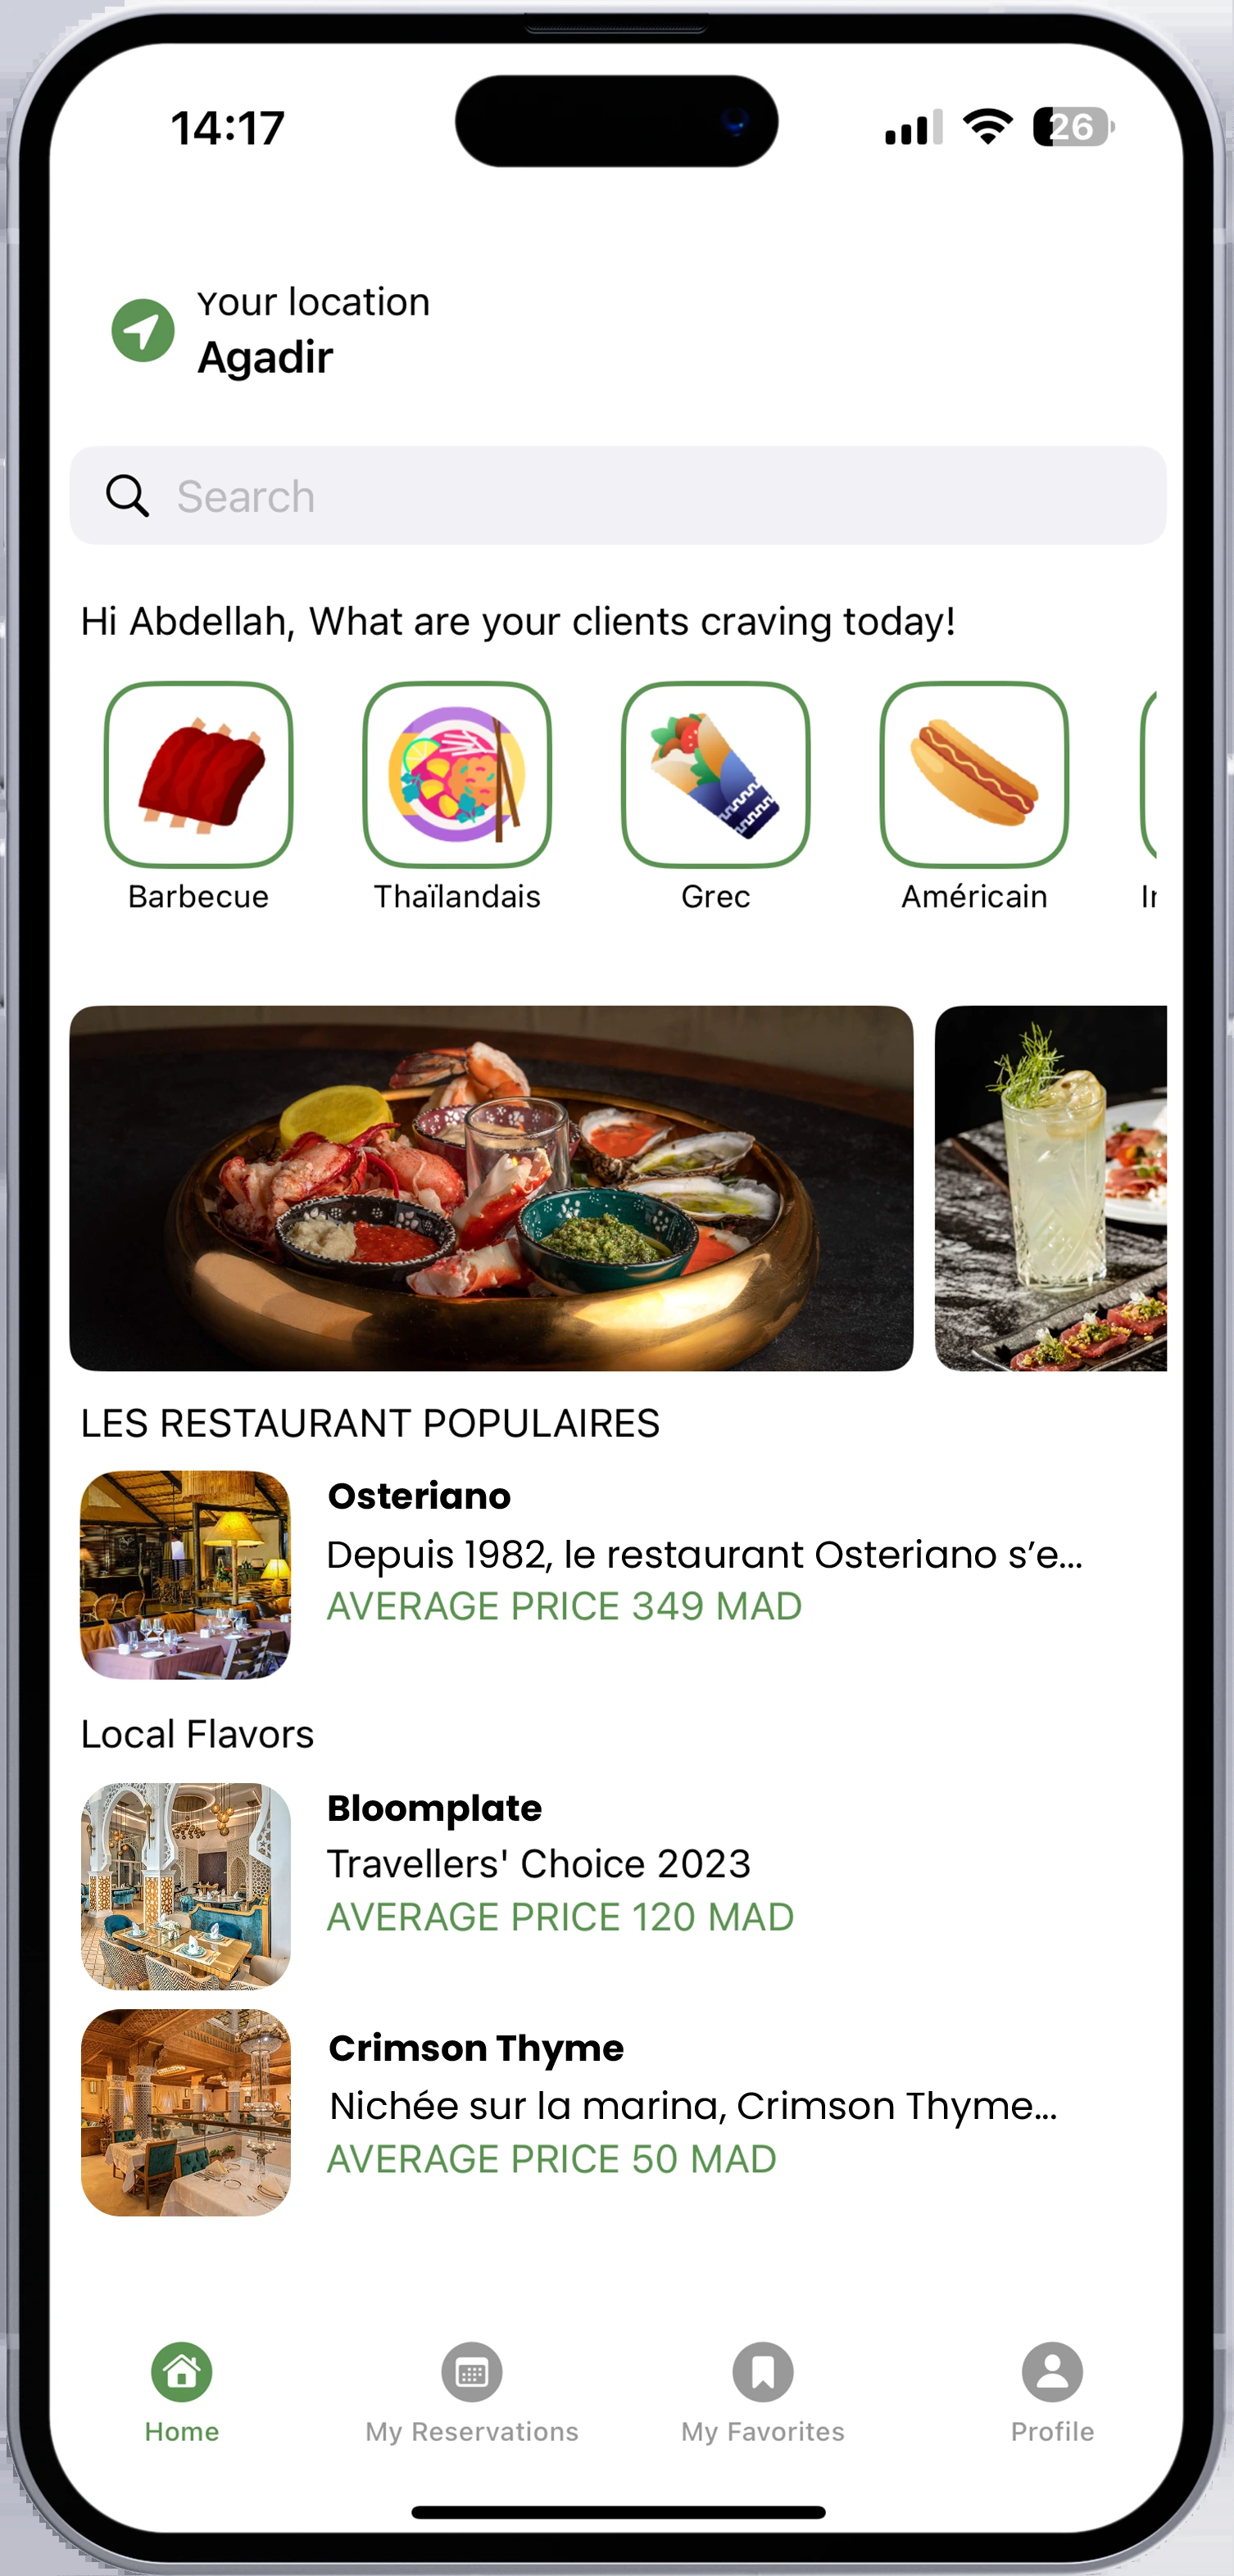 14:17
26
Your location
Agadir
Search
Hi Abdellah, What are your clients craving today!
Barbecue
Thaïlandais
Grec
Américain
LES RESTAURANT POPULAIRES
Osteriano
Depuis 1982, le restaurant Osteriano s’e...
AVERAGE PRICE 349 MAD
Local Flavors
Bloomplate
Travellers' Choice 2023
AVERAGE PRICE 120 MAD
Crimson Thyme
Nichée sur la marina, Crimson Thyme...
AVERAGE PRICE 50 MAD
Home
My Reservations
My Favorites
Profile